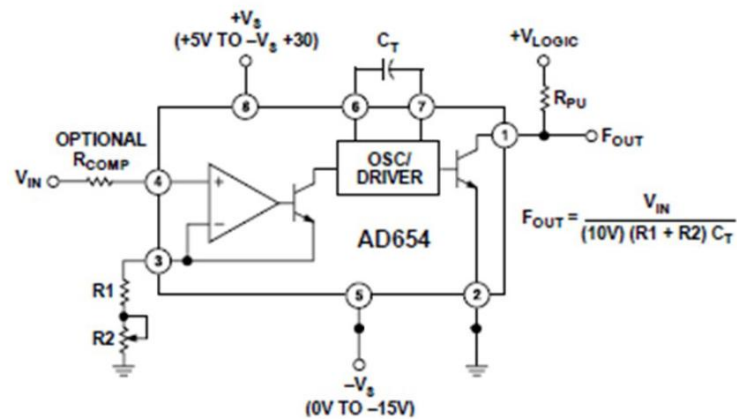 +Vs
(+5V TO –Vs +30)
CT
+VLOGIC
RPU
8
6
7
1
FOUT
OPTIONAL
RCOMP
VIN
4
+
–
OSC/
DRIVER
AD654
FOUT = VIN / (10V) (R1 + R2) CT
3
R1
R2
5
2
–Vs
(0V TO –15V)